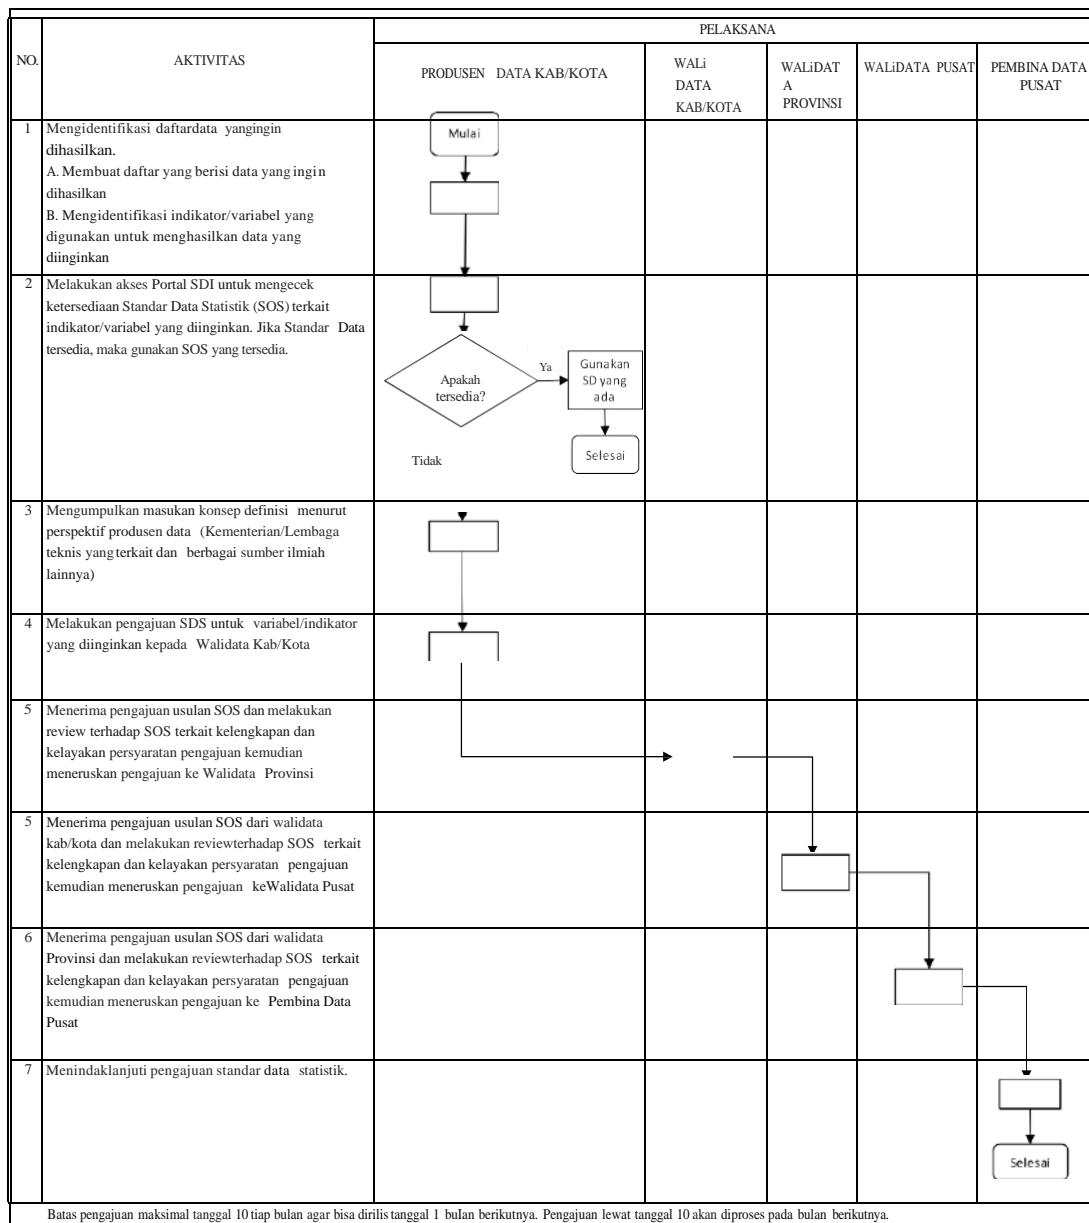 PELAKSANA
NO.
AKTIVITAS
PRODUSEN DATA KAB/KOTA
WALi
DATA
KAB/KOTA
WALiDAT
A
PROVINSI
WALiDATA PUSAT
PEMBINA DATA
PUSAT
1
Mengidentifikasi daftardata yangingin
dihasilkan.
A. Membuat daftar yang berisi data yang ingin
dihasilkan
B. Mengidentifikasi indikator/variabel yang
digunakan untuk menghasilkan data yang
diinginkan
Mulai
2
Melakukan akses Portal SDI untuk mengecek
ketersediaan Standar Data Statistik (SOS) terkait
indikator/variabel yang diinginkan. Jika Standar Data
tersedia, maka gunakan SOS yang tersedia.
Apakah
tersedia?
Ya
Gunakan
SD yang
ada
Tidak
Selesai
3
Mengumpulkan masukan konsep definisi menurut
perspektif produsen data (Kementerian/Lembaga
teknis yang terkait dan berbagai sumber ilmiah
lainnya)
4
Melakukan pengajuan SDS untuk variabel/indikator
yang diinginkan kepada Walidata Kab/Kota
5
Menerima pengajuan usulan SOS dan melakukan
review terhadap SOS terkait kelengkapan dan
kelayakan persyaratan pengajuan kemudian
meneruskan pengajuan ke Walidata Provinsi
5
Menerima pengajuan usulan SOS dari walidata
kab/kota dan melakukan reviewterhadap SOS terkait
kelengkapan dan kelayakan persyaratan pengajuan
kemudian meneruskan pengajuan keWalidata Pusat
6
Menerima pengajuan usulan SOS dari walidata
Provinsi dan melakukan reviewterhadap SOS terkait
kelengkapan dan kelayakan persyaratan pengajuan
kemudian meneruskan pengajuan ke Pembina Data
Pusat
7
Menindaklanjuti pengajuan standar data statistik.
Selesai
Batas pengajuan maksimal tanggal 10 tiap bulan agar bisa dirilis tanggal 1 bulan berikutnya. Pengajuan lewat tanggal 10 akan diproses pada bulan berikutnya.